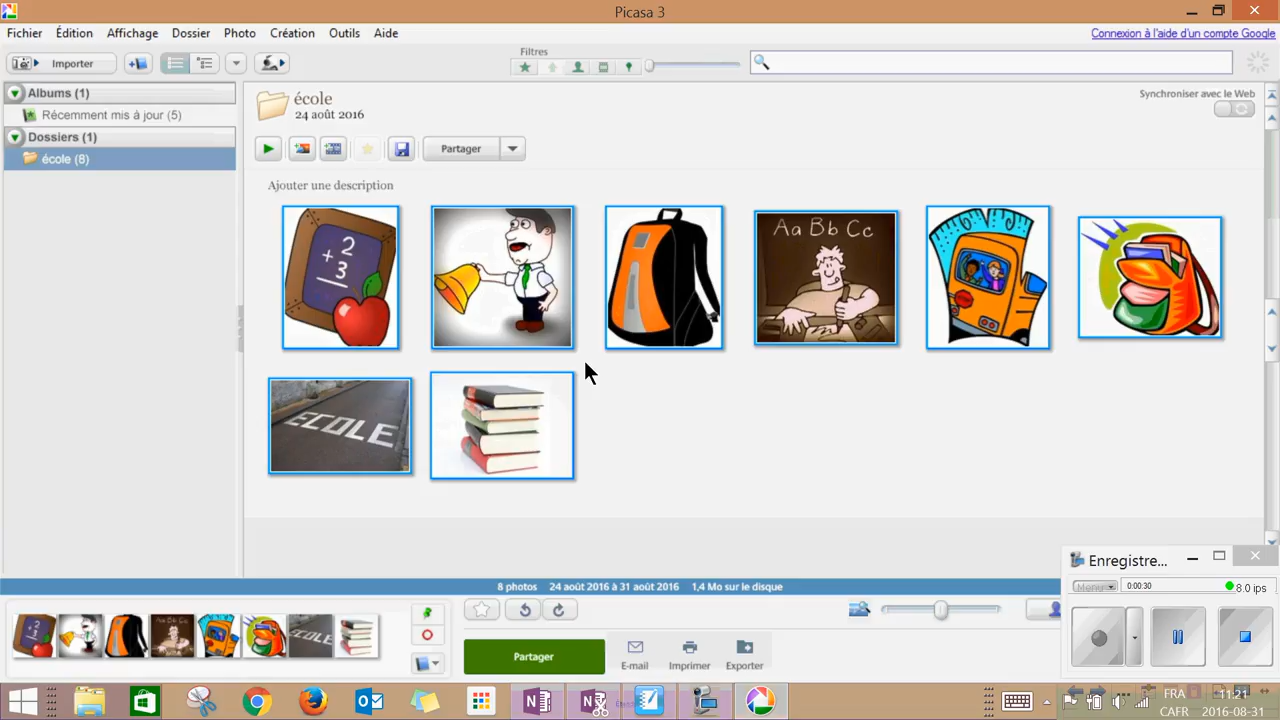 Picasa 3
Fichier Édition Affichage Dossier Photo Création Outils Aide
Connexion à l'aide d'un compte Google
Importer
Filtres
Albums (1)
Récemment mis à jour (5)
Dossiers (1)
école (8)
école
24 août 2016
Synchroniser avec le Web
Partager
Ajouter une description
2
+ 3
Aa Bb Cc
ECOLE
8 photos 24 août 2016 à 31 août 2016 1,4 Mo sur le disque
Enregistre...
Menu
0:00:30
8.0 ips
Partager
E-mail
Imprimer
Exporter
FRA
CAFR
11:21
2016-08-31